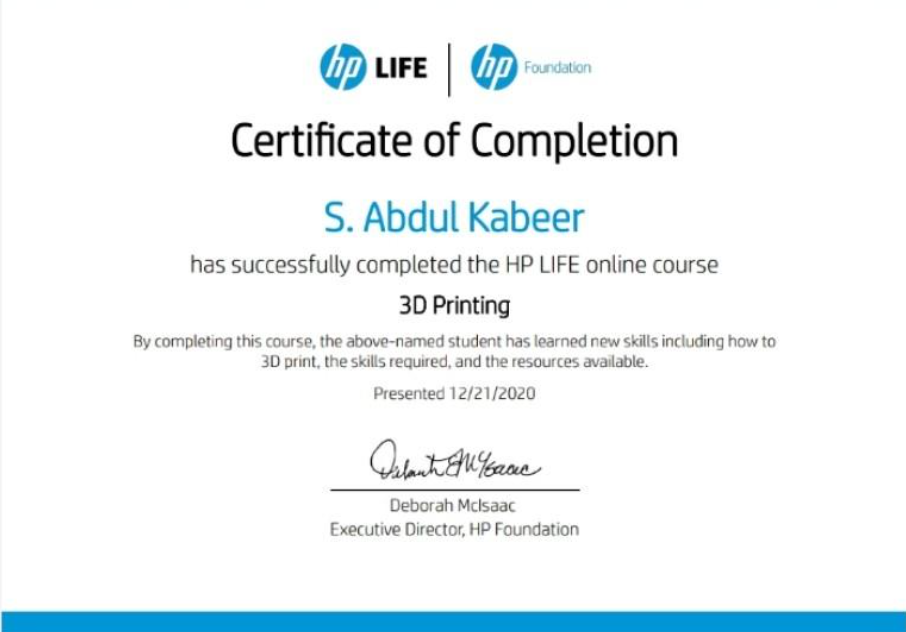 hp LIFE | hp Foundation
Certificate of Completion
S. Abdul Kabeer
has successfully completed the HP LIFE online course
3D Printing
By completing this course, the above-named student has learned new skills including how to
3D print, the skills required, and the resources available.
Presented 12/21/2020
Deborah McIsaac
Executive Director, HP Foundation